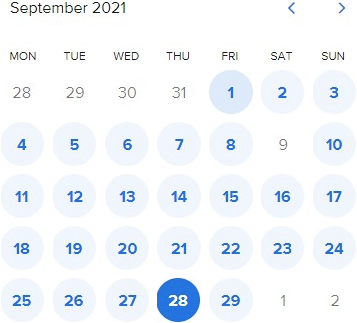 September 2021
MON TUE WED THU FRI SAT SUN
28 29 30 31 1 2 3
4 5 6 7 8 9 10
11 12 13 14 15 16 17
18 19 20 21 22 23 24
25 26 27 28 29 1 2